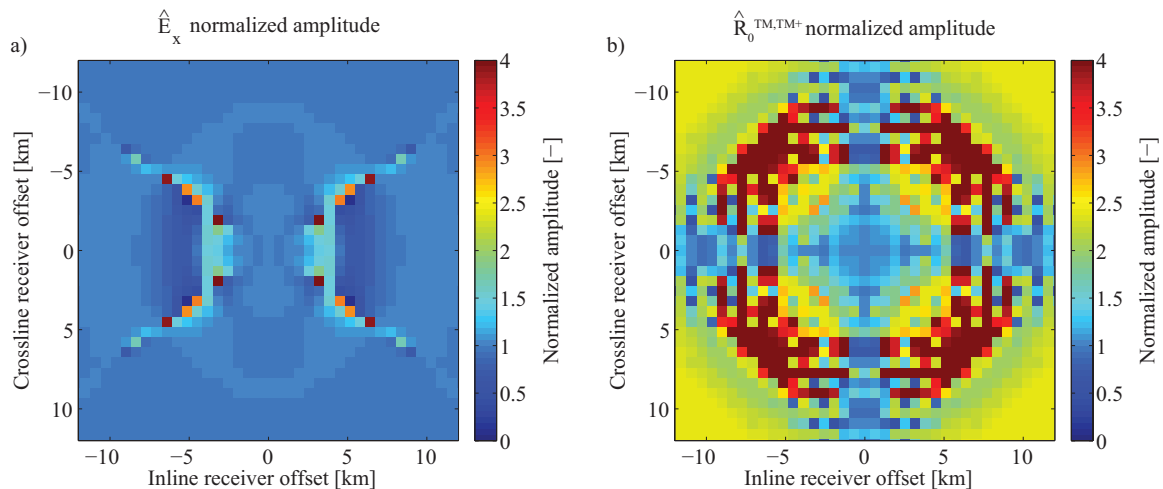 a)
Ê_x normalized amplitude
−10
−5
0
5
10
Crossline receiver offset [km]
−10 −5 0 5 10
Inline receiver offset [km]
4
3.5
3
2.5
2
1.5
1
0.5
0
Normalized amplitude [−]
b)
R̂_0^TM,TM+ normalized amplitude
−10
−5
0
5
10
Crossline receiver offset [km]
−10 −5 0 5 10
Inline receiver offset [km]
4
3.5
3
2.5
2
1.5
1
0.5
0
Normalized amplitude [−]